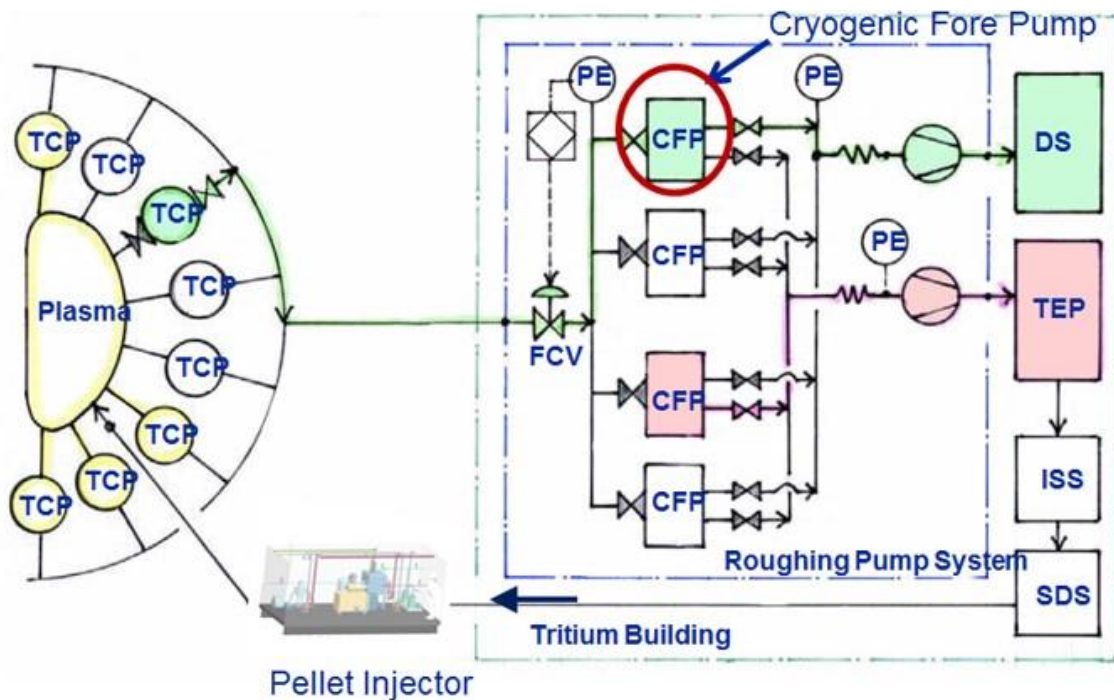 Cryogenic Fore Pump
PE
PE
TCP
TCP
TCP
TCP
TCP
TCP
TCP
TCP
Plasma
CFP
CFP
CFP
CFP
FCV
PE
DS
TEP
ISS
SDS
Roughing Pump System
Tritium Building
Pellet Injector